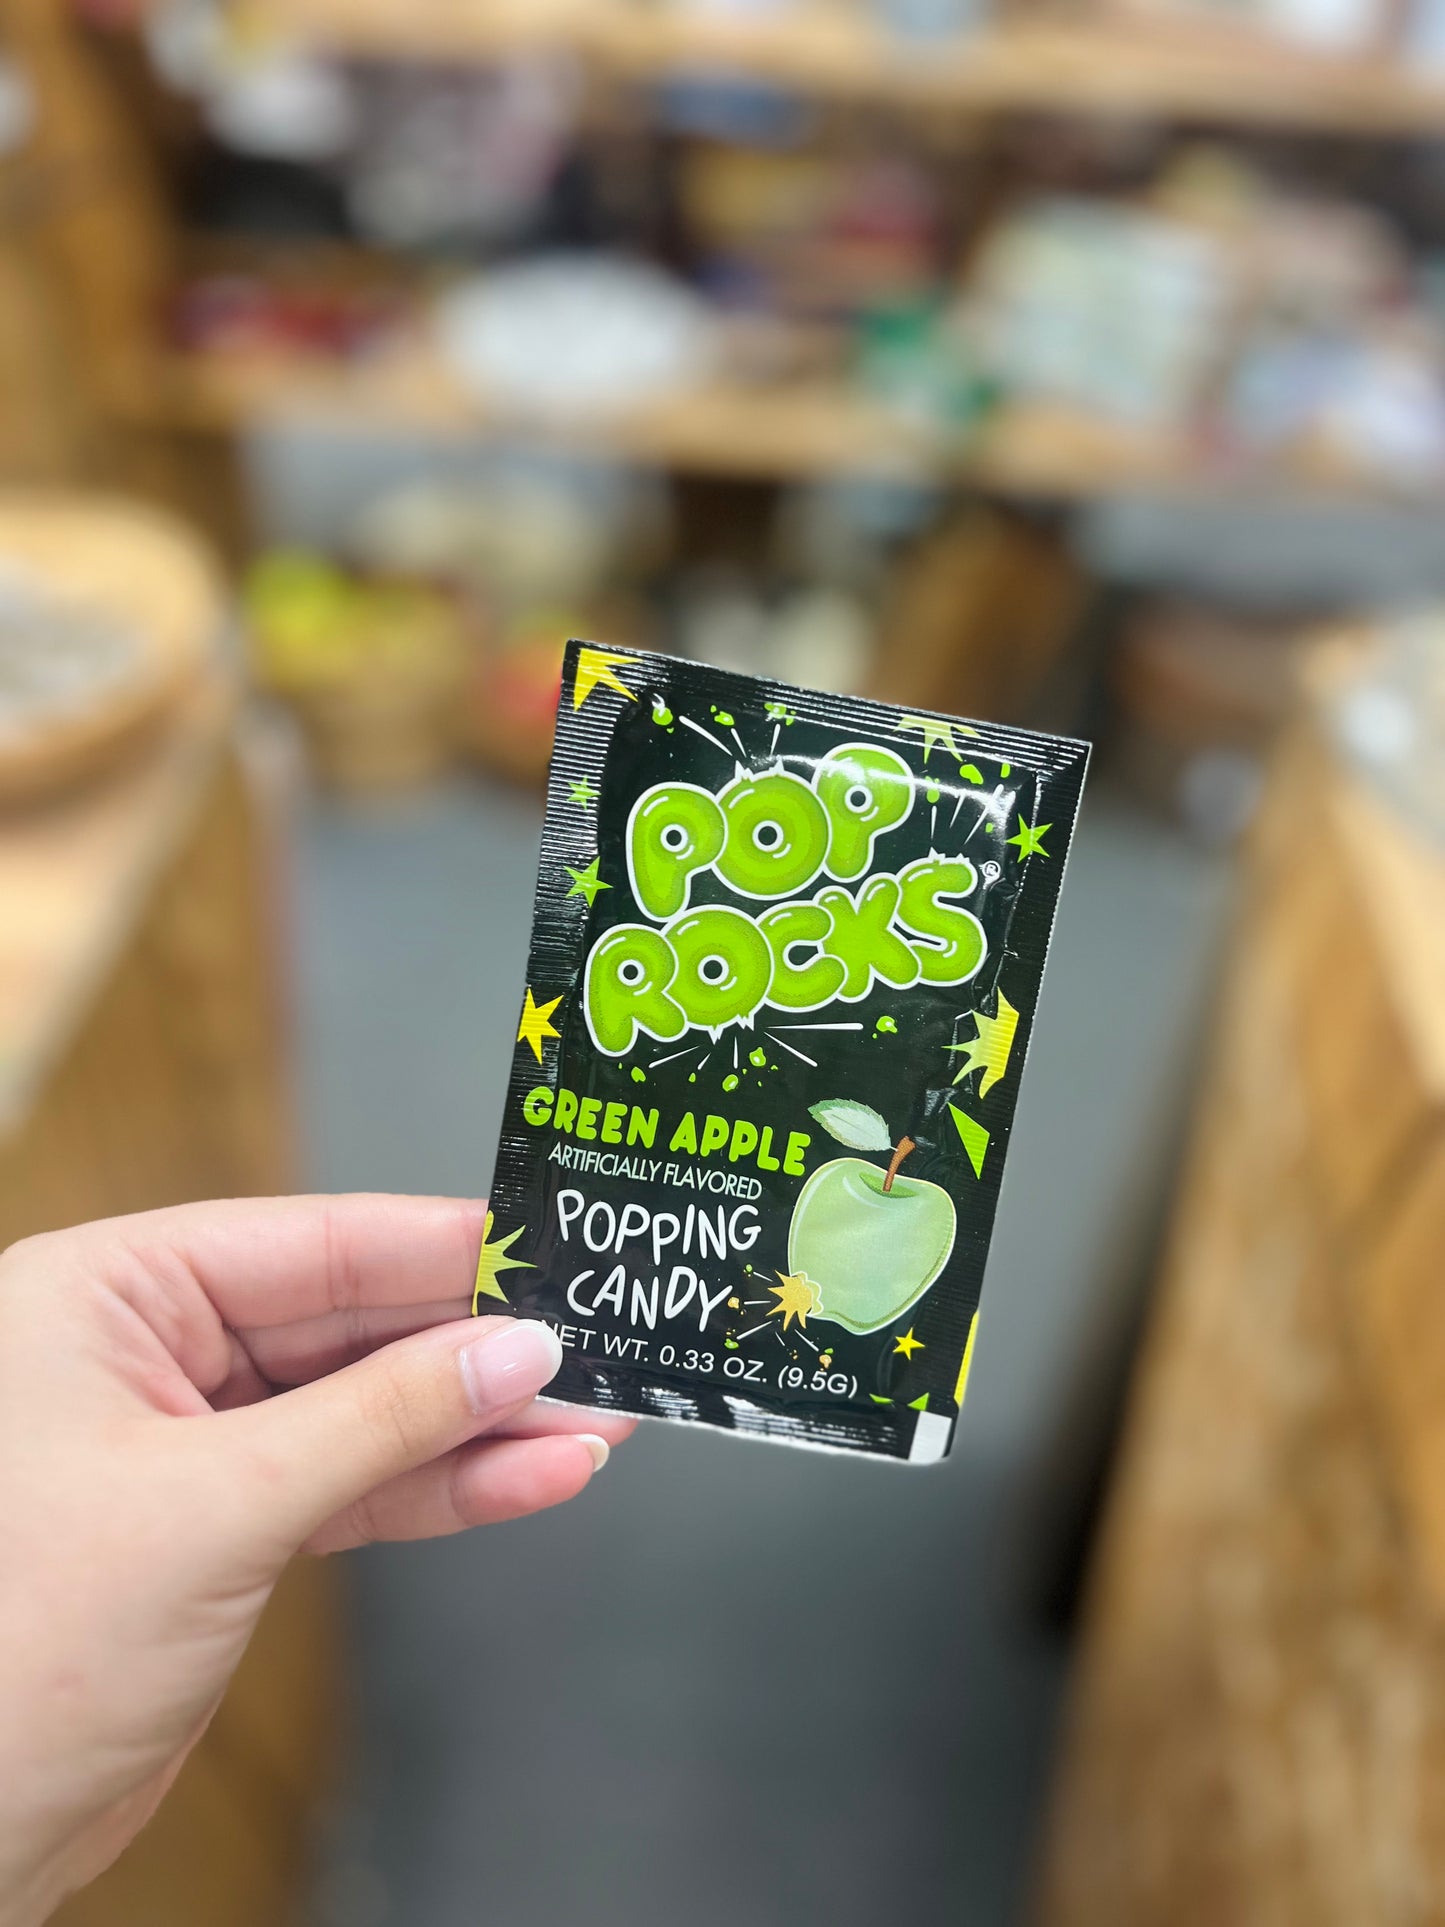 POP
ROCKS®
GREEN APPLE
ARTIFICIALLY FLAVORED
POPPING
CANDY
NET WT. 0.33 OZ. (9.5G)